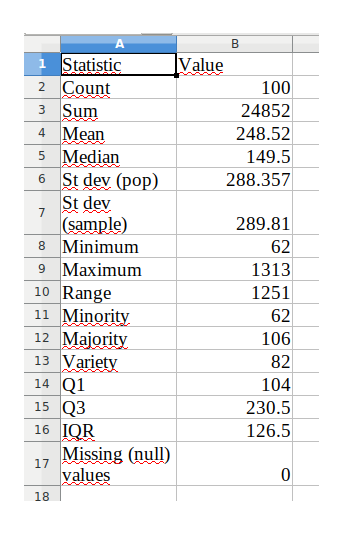 A B
1 Statistic Value
2 Count 100
3 Sum 24852
4 Mean 248.52
5 Median 149.5
6 St dev (pop) 288.357
St dev
7 (sample) 289.81
8 Minimum 62
9 Maximum 1313
10 Range 1251
11 Minority 62
12 Majority 106
13 Variety 82
14 Q1 104
15 Q3 230.5
16 IQR 126.5
Missing (null)
17 values 0
18